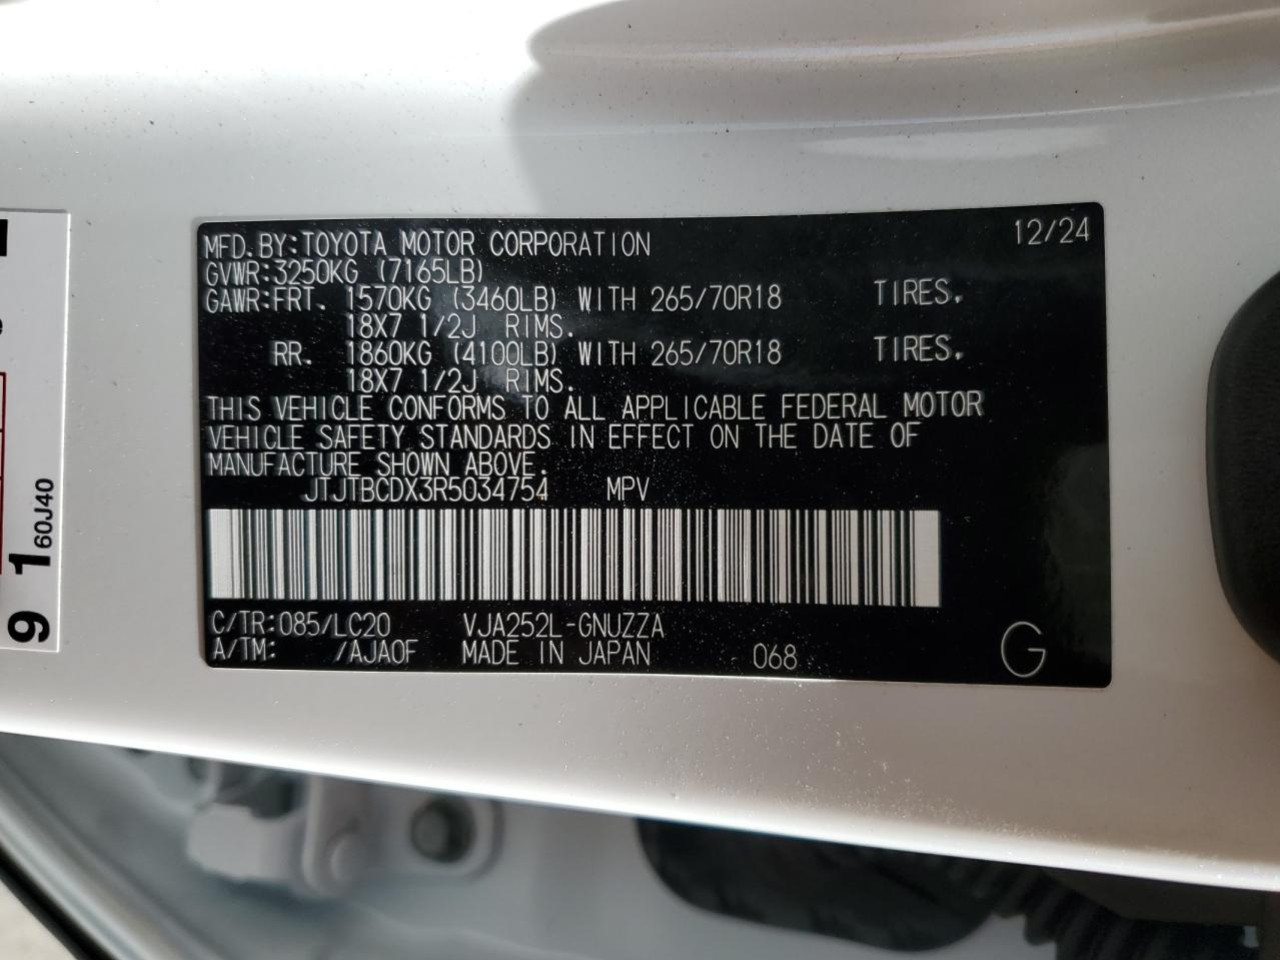 MFD. BY: TOYOTA MOTOR CORPORATION 12/24
GVWR: 3250KG (7165LB)
GAWR: FRT. 1570KG (3460LB) WITH 265/70R18 TIRES.
18X7 1/2J RIMS.
RR. 1860KG (4100LB) WITH 265/70R18 TIRES.
18X7 1/2J RIMS.
THIS VEHICLE CONFORMS TO ALL APPLICABLE FEDERAL MOTOR
VEHICLE SAFETY STANDARDS IN EFFECT ON THE DATE OF
MANUFACTURE SHOWN ABOVE.
JTJTBCDX3R5034754 MPV
C/TR: 085/LC20 VJA252L-GNUZZA
A/TM: /AJA0F MADE IN JAPAN 068 G
9 1 60J40